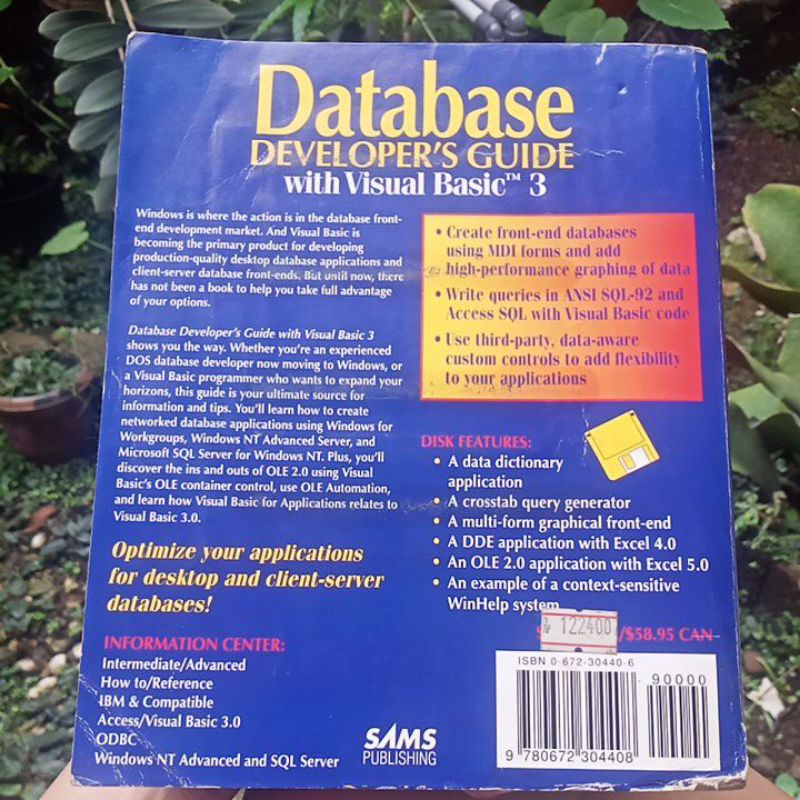 Database
DEVELOPER'S GUIDE
with Visual Basic™ 3
Windows is where the action is in the database front-
end development market. And Visual Basic is
becoming the primary product for developing
production-quality desktop database applications and
client-server database front-ends. But until now, there
has not been a book to help you take full advantage
of your options.
Database Developer's Guide with Visual Basic 3
shows you the way. Whether you're an experienced
DOS database developer now moving to Windows, or
a Visual Basic programmer who wants to expand your
horizons, this guide is your ultimate source for
information and tips. You'll learn how to create
networked database applications using Windows for
Workgroups, Windows NT Advanced Server, and
Microsoft SQL Server for Windows NT. Plus, you'll
discover the ins and outs of OLE 2.0 using Visual
Basic's OLE container control, use OLE Automation,
and learn how Visual Basic for Applications relates to
Visual Basic 3.0.
Optimize your applications
for desktop and client-server
databases!
INFORMATION CENTER:
Intermediate/Advanced
How to/Reference
IBM & Compatible
Access/Visual Basic 3.0
ODBC
Windows NT Advanced and SQL Server
• Create front-end databases
using MDI forms and add
high-performance graphing of data
• Write queries in ANSI SQL-92 and
Access SQL with Visual Basic code
• Use third-party, data-aware
custom controls to add flexibility
to your applications
DISK FEATURES:
• A data dictionary
application
• A crosstab query generator
• A multi-form graphical front-end
• A DDE application with Excel 4.0
• An OLE 2.0 application with Excel 5.0
• An example of a context-sensitive
WinHelp system
122400
/$58.95 CAN
SAMS
PUBLISHING
ISBN 0-672-30440-6
90000
9 780672 304408